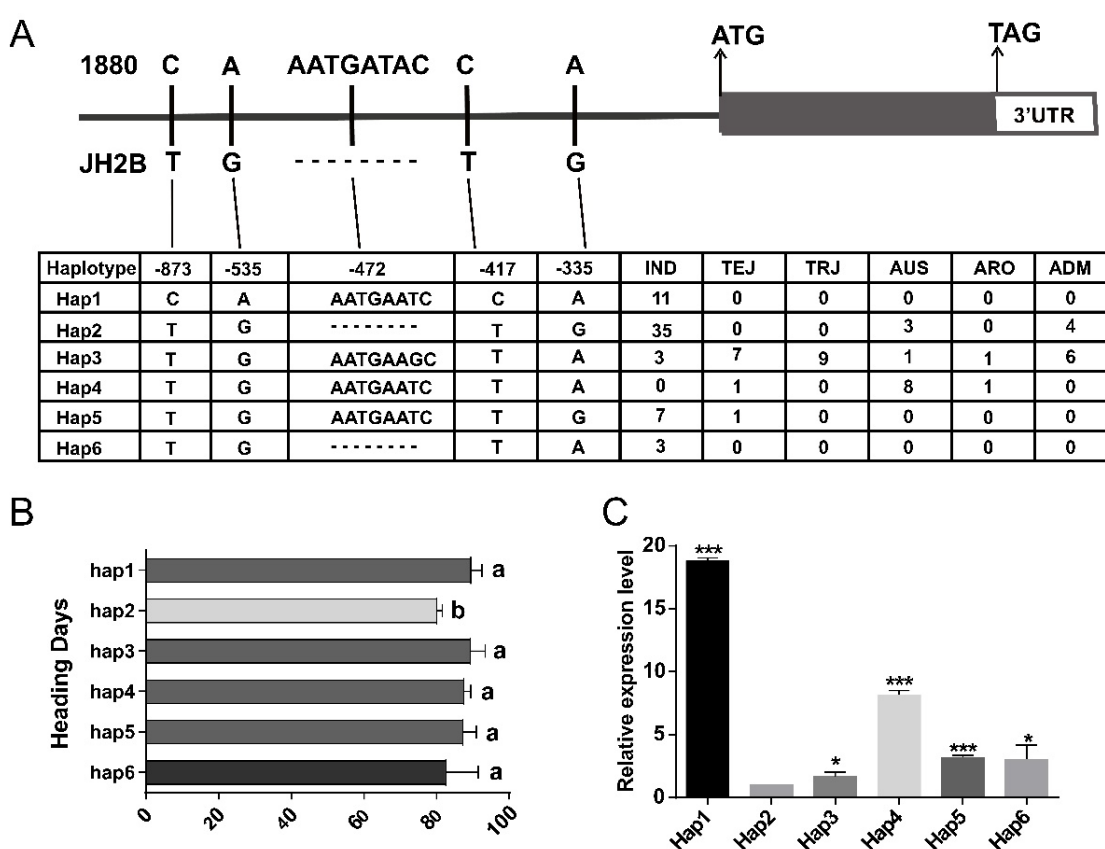 A
1880 C A AATGATAC C A ATG TAG
3'UTR
JH2B T G -------- T G
Haplotype -873 -535 -472 -417 -335 IND TEJ TRJ AUS ARO ADM
Hap1 C A AATGAATC C A 11 0 0 0 0 0
Hap2 T G -------- T G 35 0 0 3 0 4
Hap3 T G AATGAAGC T A 3 7 9 1 1 6
Hap4 T G AATGAATC T A 0 1 0 8 1 0
Hap5 T G AATGAATC T G 7 1 0 0 0 0
Hap6 T G -------- T A 3 0 0 0 0 0
B
Heading Days
hap1 a
hap2 b
hap3 a
hap4 a
hap5 a
hap6 a
0 20 40 60 80 100
C
Relative expression level
20
15
10
5
0
*** * *** *** *
Hap1 Hap2 Hap3 Hap4 Hap5 Hap6